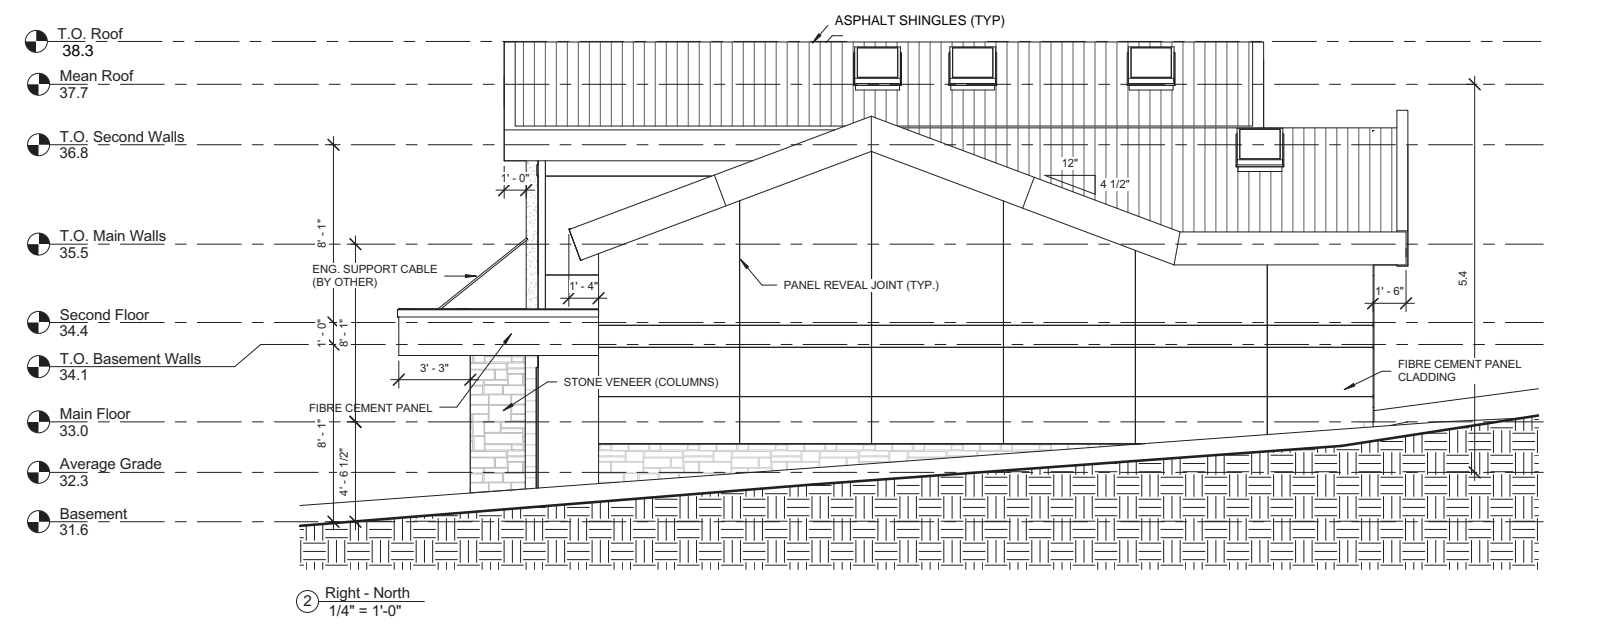 ASPHALT SHINGLES (TYP)
T.O. Roof
38.3
Mean Roof
37.7
T.O. Second Walls
36.8
12"
4 1/2"
1' - 0"
8' - 1"
T.O. Main Walls
35.5
ENG. SUPPORT CABLE
(BY OTHER)
1' - 4"
PANEL REVEAL JOINT (TYP.)
5.4
1' - 6"
Second Floor
34.4
1' - 0"
8' - 1"
T.O. Basement Walls
34.1
3' - 3"
STONE VENEER (COLUMNS)
FIBRE CEMENT PANEL
CLADDING
FIBRE CEMENT PANEL
Main Floor
33.0
8' - 1"
4' - 6 1/2"
Average Grade
32.3
Basement
31.6
2
Right - North
1/4" = 1'-0"